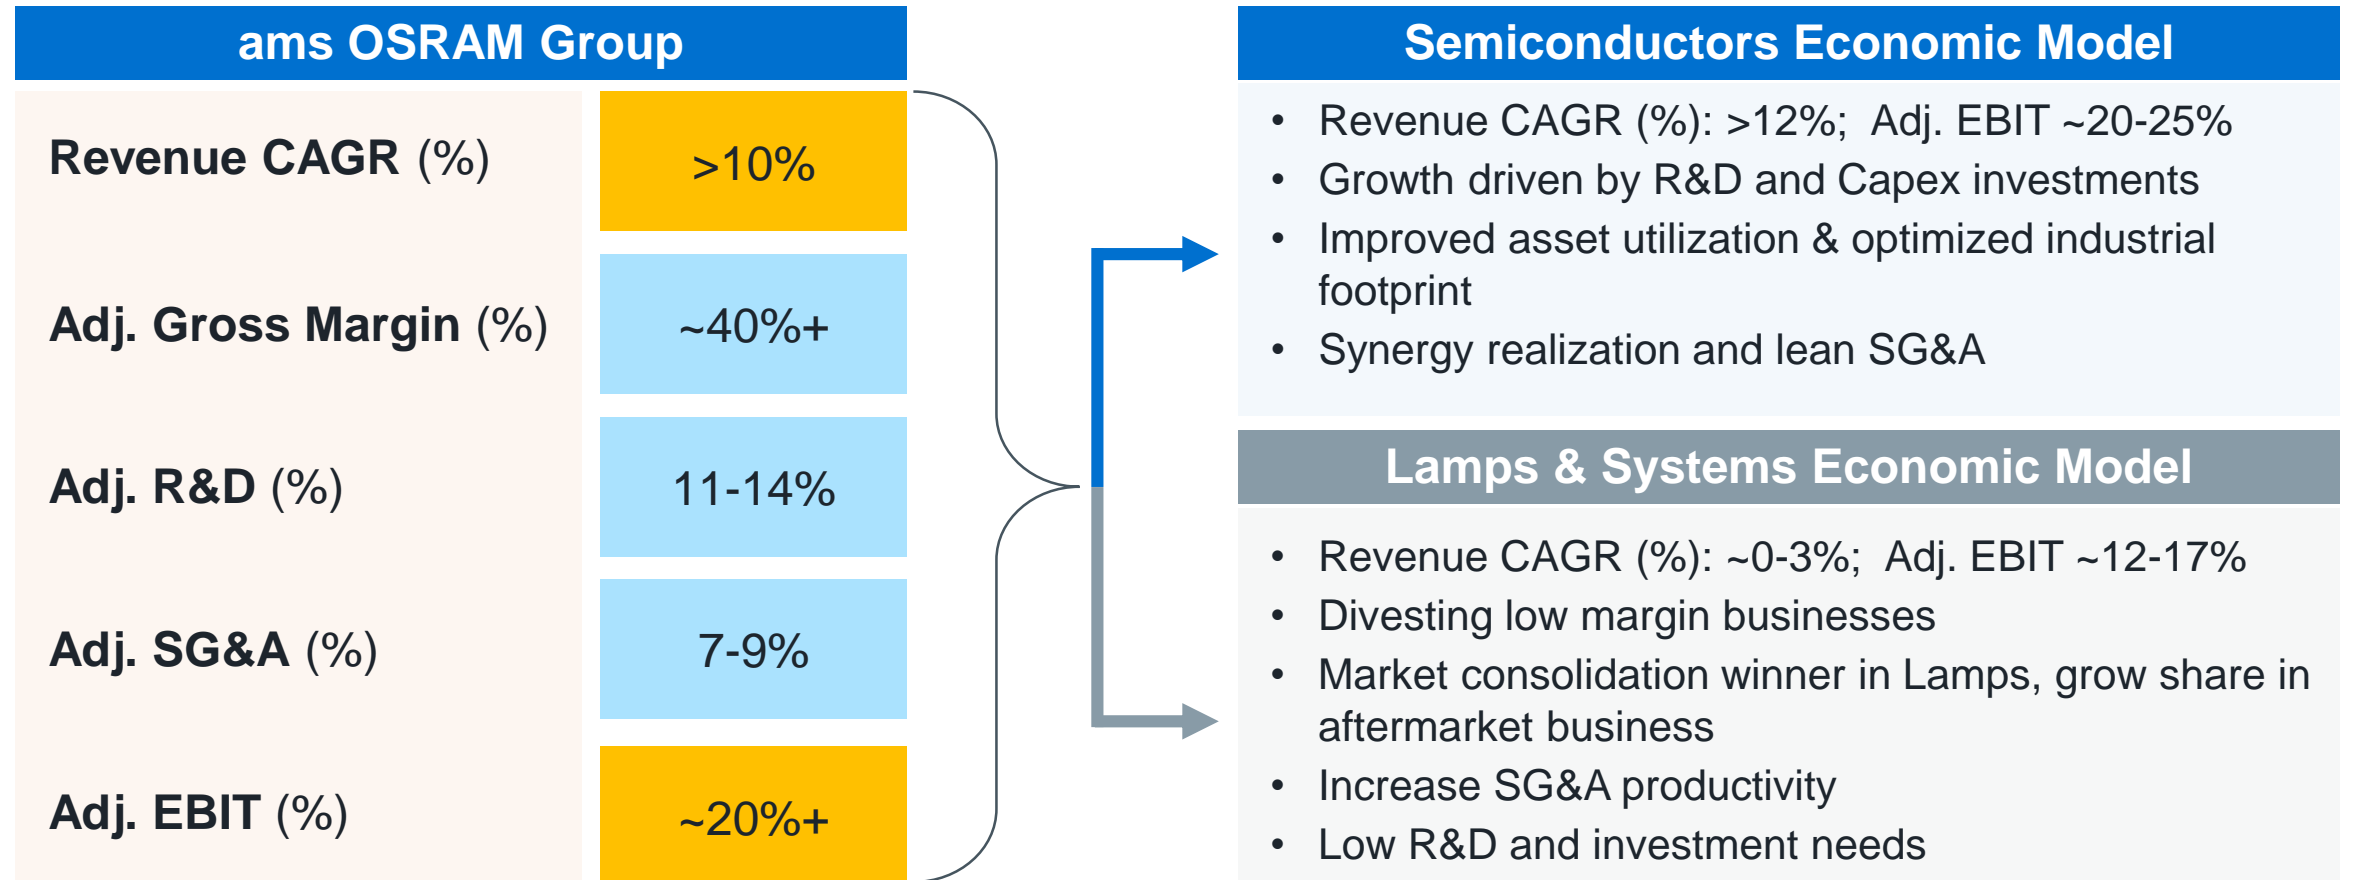 ams OSRAM Group
Revenue CAGR (%)
>10%
Adj. Gross Margin (%)
~40%+
Adj. R&D (%)
11-14%
Adj. SG&A (%)
7-9%
Adj. EBIT (%)
~20%+
Semiconductors Economic Model
• Revenue CAGR (%): >12%; Adj. EBIT ~20-25%
• Growth driven by R&D and Capex investments
• Improved asset utilization & optimized industrial
footprint
• Synergy realization and lean SG&A
Lamps & Systems Economic Model
• Revenue CAGR (%): ~0-3%; Adj. EBIT ~12-17%
• Divesting low margin businesses
• Market consolidation winner in Lamps, grow share in
aftermarket business
• Increase SG&A productivity
• Low R&D and investment needs